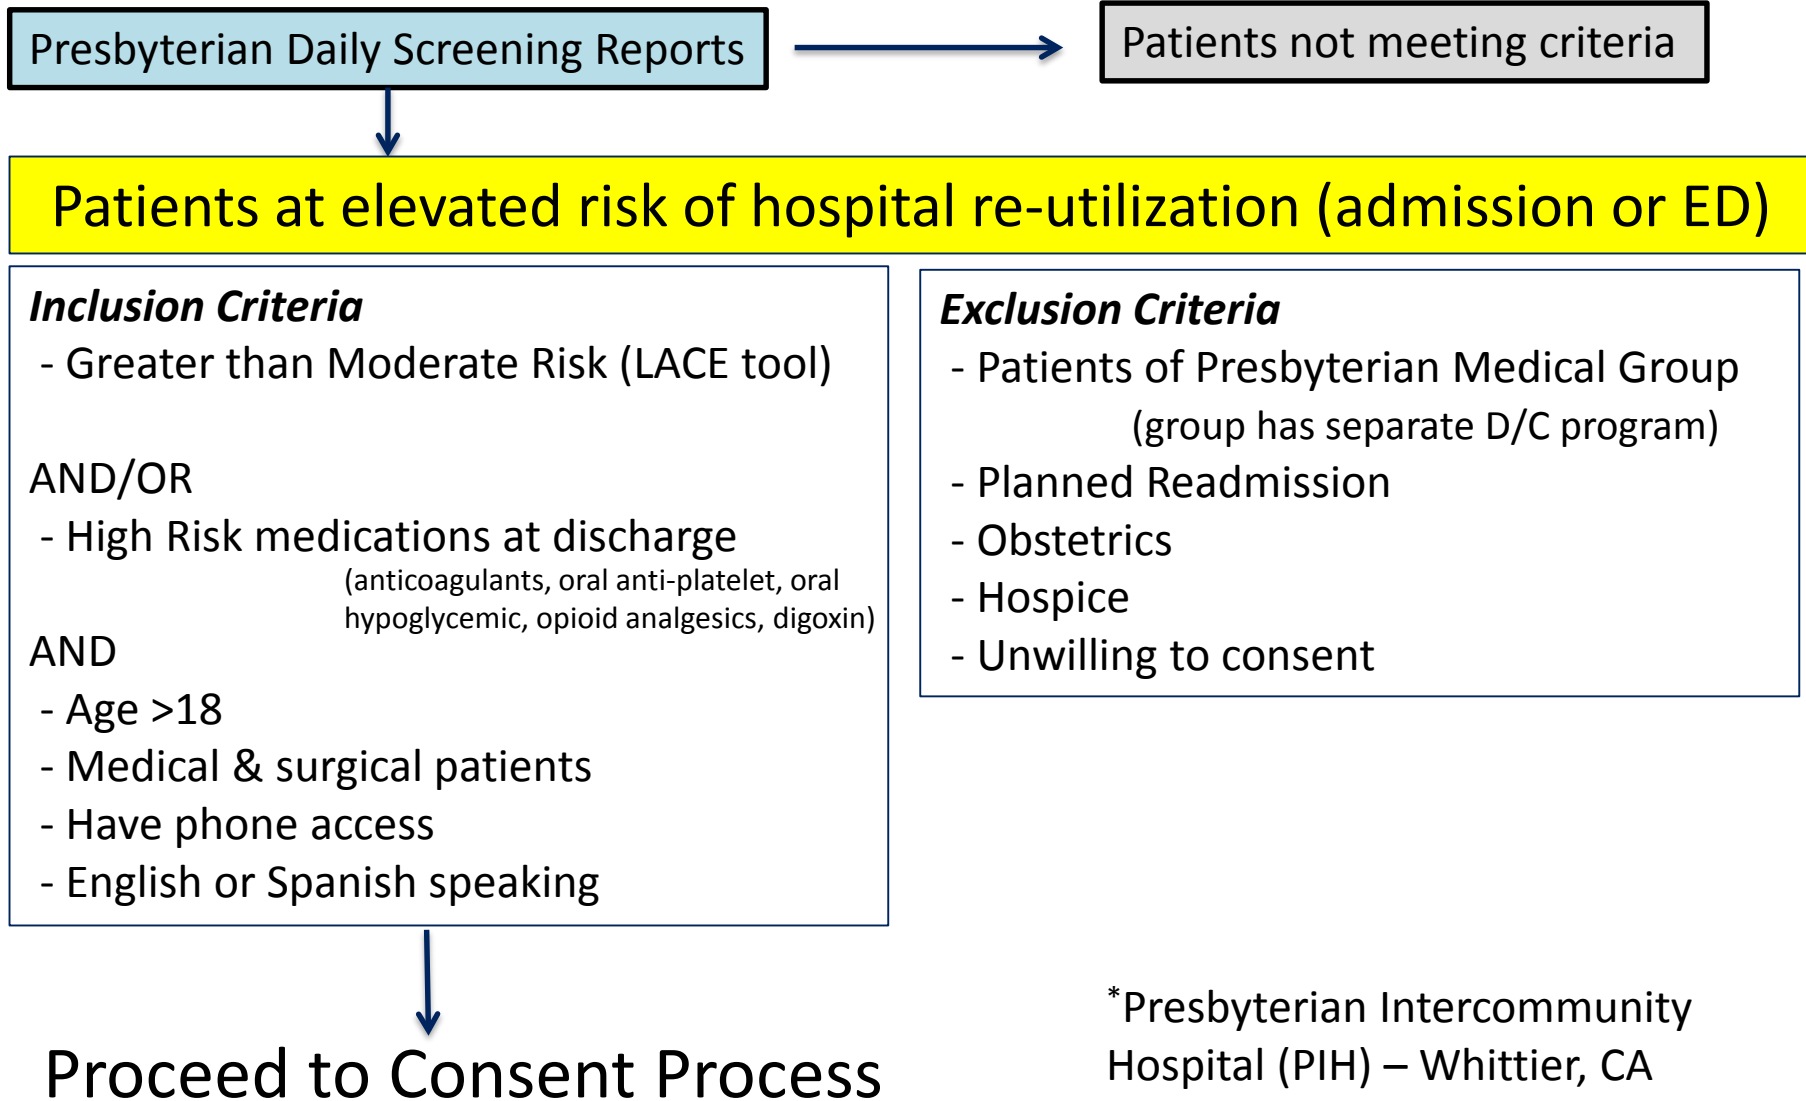 Presbyterian Daily Screening Reports
Patients not meeting criteria
Patients at elevated risk of hospital re-utilization (admission or ED)
Inclusion Criteria
- Greater than Moderate Risk (LACE tool)
AND/OR
- High Risk medications at discharge
(anticoagulants, oral anti-platelet, oral
hypoglycemic, opioid analgesics, digoxin)
AND
- Age >18
- Medical & surgical patients
- Have phone access
- English or Spanish speaking
Exclusion Criteria
- Patients of Presbyterian Medical Group
(group has separate D/C program)
- Planned Readmission
- Obstetrics
- Hospice
- Unwilling to consent
Proceed to Consent Process
*Presbyterian Intercommunity
Hospital (PIH) – Whittier, CA